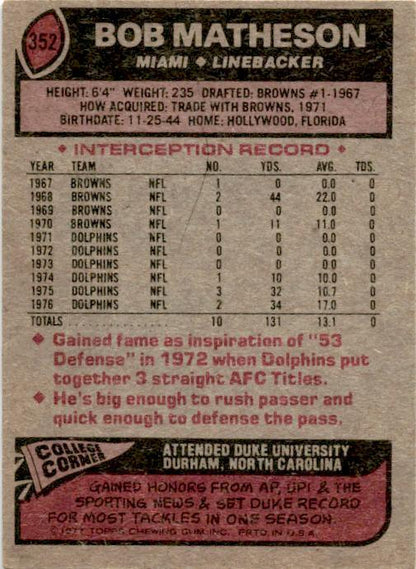 352
BOB MATHESON
MIAMI ◆ LINEBACKER
HEIGHT: 6'4" WEIGHT: 235 DRAFTED: BROWNS #1-1967
HOW ACQUIRED: TRADE WITH BROWNS, 1971
BIRTHDATE: 11-25-44 HOME: HOLLYWOOD, FLORIDA
◆ INTERCEPTION RECORD ◆
YEAR TEAM NO. YDS. AVG. TDS.
1967 BROWNS NFL 1 0 0.0 0
1968 BROWNS NFL 2 44 22.0 0
1969 BROWNS NFL 0 0 0.0 0
1970 BROWNS NFL 1 11 11.0 0
1971 DOLPHINS NFL 0 0 0.0 0
1972 DOLPHINS NFL 0 0 0.0 0
1973 DOLPHINS NFL 0 0 0.0 0
1974 DOLPHINS NFL 1 10 10.0 0
1975 DOLPHINS NFL 3 32 10.7 0
1976 DOLPHINS NFL 2 34 17.0 0
TOTALS 10 131 13.1 0
◆ Gained fame as inspiration of "53
Defense" in 1972 when Dolphins put
together 3 straight AFC Titles.
◆ He's big enough to rush passer and
quick enough to defense the pass.
COLLEGE
CORNER
ATTENDED DUKE UNIVERSITY
DURHAM, NORTH CAROLINA
GAINED HONORS FROM AP, UPI & THE
SPORTING NEWS & SET DUKE RECORD
FOR MOST TACKLES IN ONE SEASON.
© 1977 TOPPS CHEWING GUM, INC. PRTD. IN U.S.A.